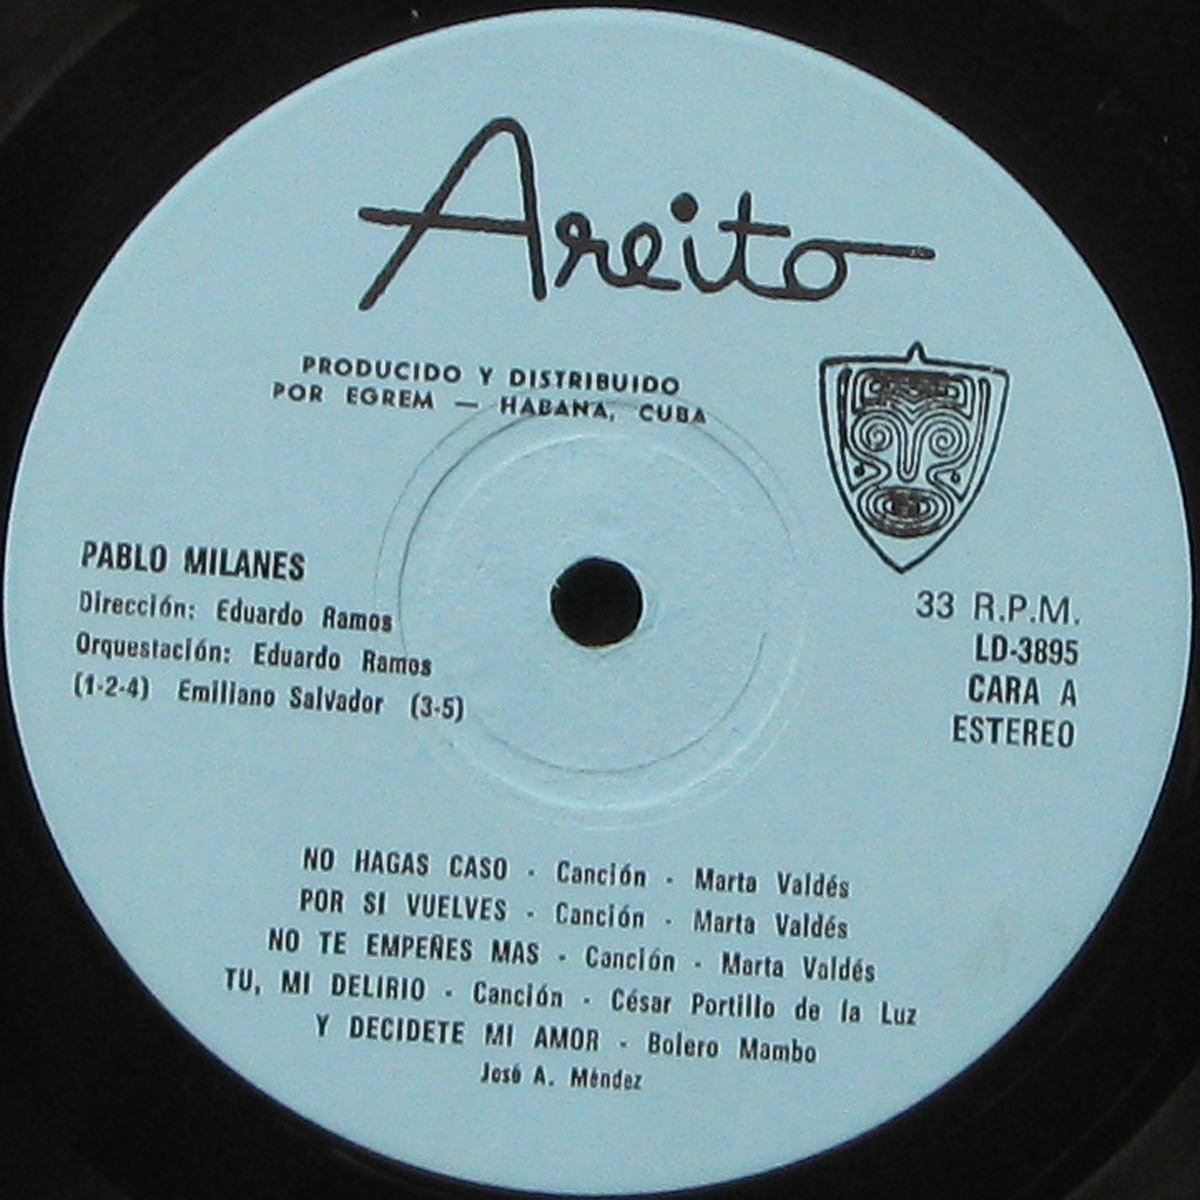 Areito
PRODUCIDO Y DISTRIBUIDO
POR EGREM — HABANA, CUBA
PABLO MILANES
Dirección: Eduardo Ramos
Orquestación: Eduardo Ramos
(1-2-4) Emiliano Salvador (3-5)
33 R.P.M.
LD-3895
CARA A
ESTEREO
NO HAGAS CASO - Canción - Marta Valdés
POR SI VUELVES - Canción - Marta Valdés
NO TE EMPEÑES MAS - Canción - Marta Valdés
TU, MI DELIRIO - Canción - César Portillo de la Luz
Y DECIDETE MI AMOR - Bolero Mambo
José A. Méndez